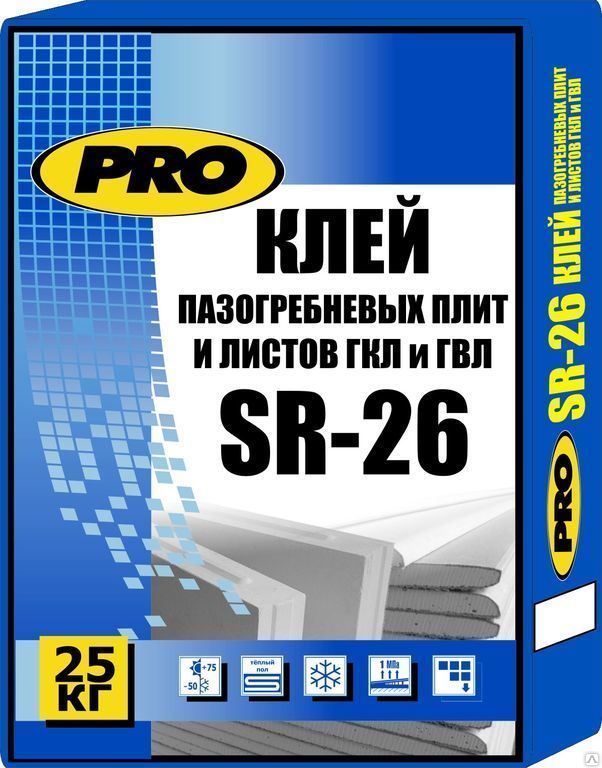 PRO
КЛЕЙ
ПАЗОГРЕБНЕВЫХ ПЛИТ
И ЛИСТОВ ГКЛ и ГВЛ
SR-26
25
КГ
+75
-50
тёплый
пол
1 МПа
PRO SR-26 КЛЕЙ ПАЗОГРЕБНЕВЫХ ПЛИТ
И ЛИСТОВ ГКЛ и ГВЛ